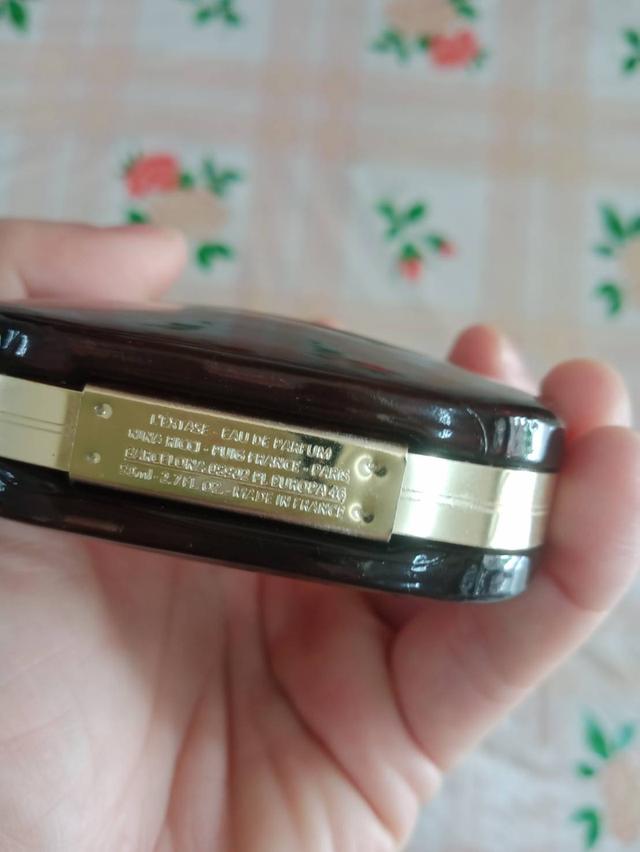 L'EXTASE - EAU DE PARFUM
NINA RICCI - PUIG FRANCE - PARIS
BARCELONA 08902 PL EUROPA 46
80ml - 2.7FL OZ. - MADE IN FRANCE